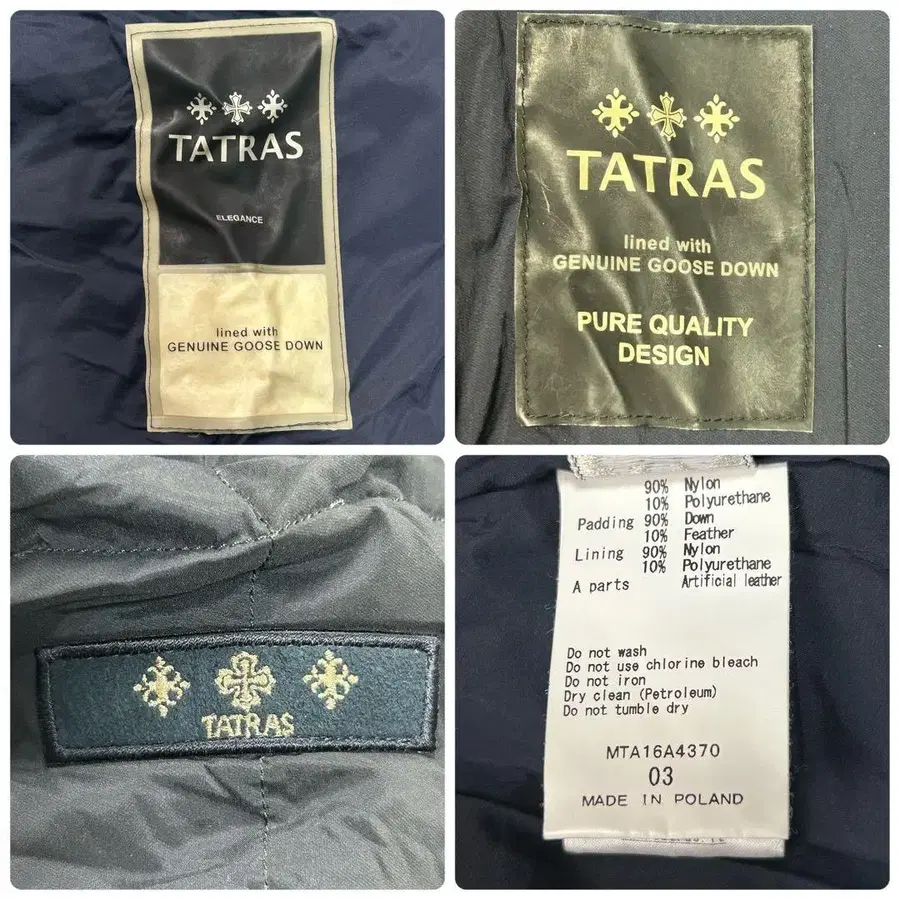 TATRAS
ELEGANCE
lined with
GENUINE GOOSE DOWN
TATRAS
lined with
GENUINE GOOSE DOWN
PURE QUALITY
DESIGN
TATRAS
90% Nylon
10% Polyurethane
Padding 90% Down
10% Feather
Lining 90% Nylon
10% Polyurethane
A parts Artificial leather
Do not wash
Do not use chlorine bleach
Do not iron
Dry clean (Petroleum)
Do not tumble dry
MTA16A4370
03
MADE IN POLAND